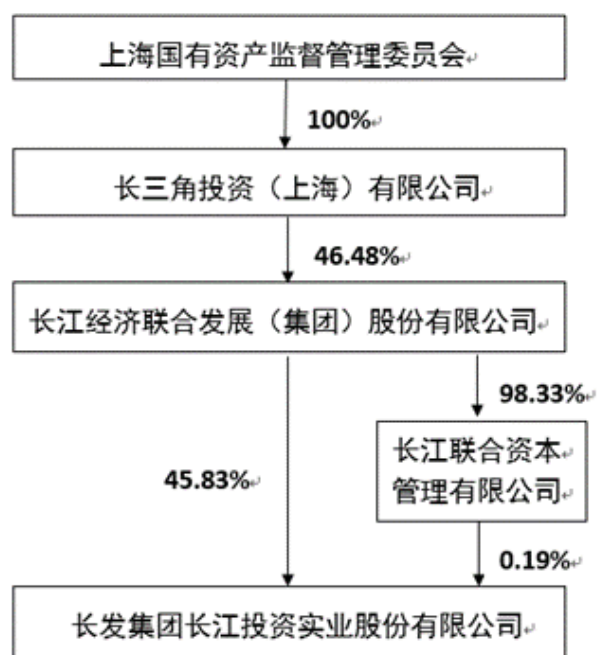 上海国有资产监督管理委员会
100%
长三角投资（上海）有限公司
46.48%
长江经济联合发展（集团）股份有限公司
98.33%
长江联合资本
管理有限公司
45.83%
0.19%
长发集团长江投资实业股份有限公司